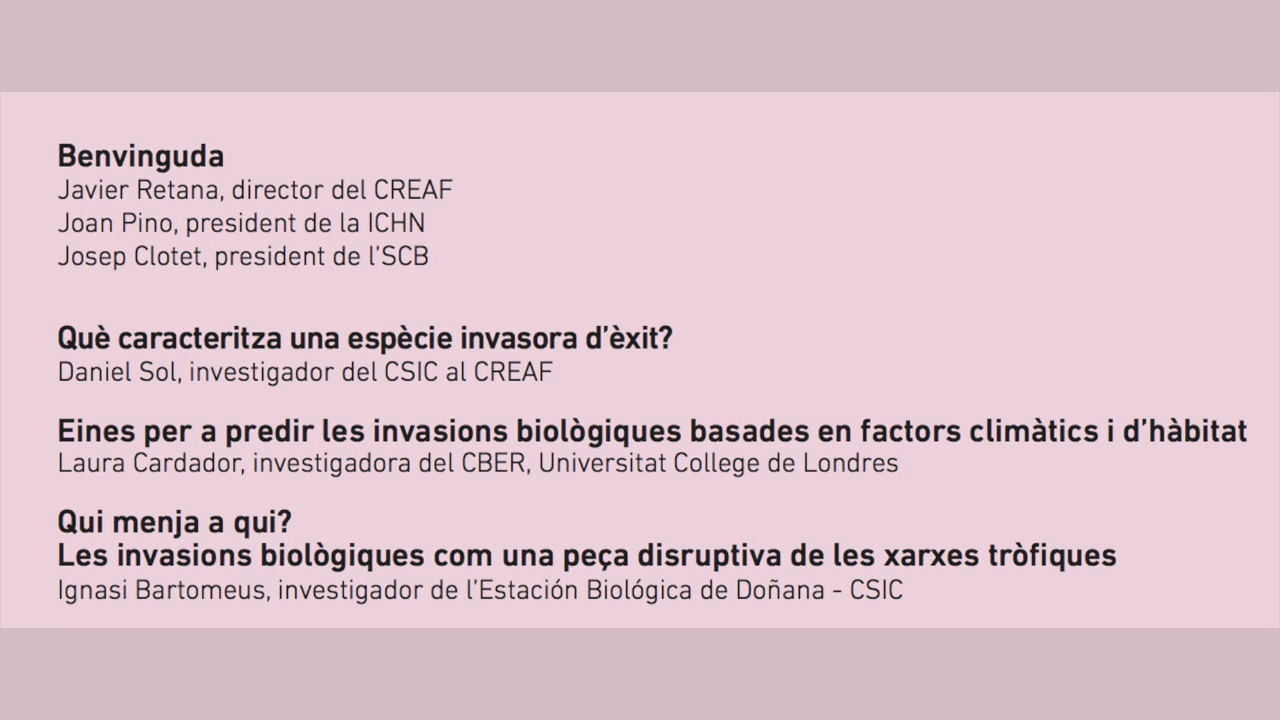 Benvinguda
Javier Retana, director del CREAF
Joan Pino, president de la ICHN
Josep Clotet, president de l'SCB
Què caracteritza una espècie invasora d'èxit?
Daniel Sol, investigador del CSIC al CREAF
Eines per a predir les invasions biològiques basades en factors climàtics i d'hàbitat
Laura Cardador, investigadora del CBER, Universitat College de Londres
Qui menja a qui?
Les invasions biològiques com una peça disruptiva de les xarxes tròfiques
Ignasi Bartomeus, investigador de l'Estación Biológica de Doñana - CSIC